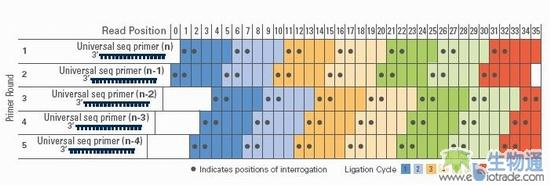 Read Position 0 1 2 3 4 5 6 7 8 9 10 11 12 13 14 15 16 17 18 19 20 21 22 23 24 25 26 27 28 29 30 31 32 33 34 35
Primer Round
1 Universal seq primer (n)
3'
2 Universal seq primer (n-1)
3'
3 Universal seq primer (n-2)
3'
4 Universal seq primer (n-3)
3'
5 Universal seq primer (n-4)
3'
Indicates positions of interrogation Ligation Cycle 1 2 3
生物通
www.ebiotrade.com